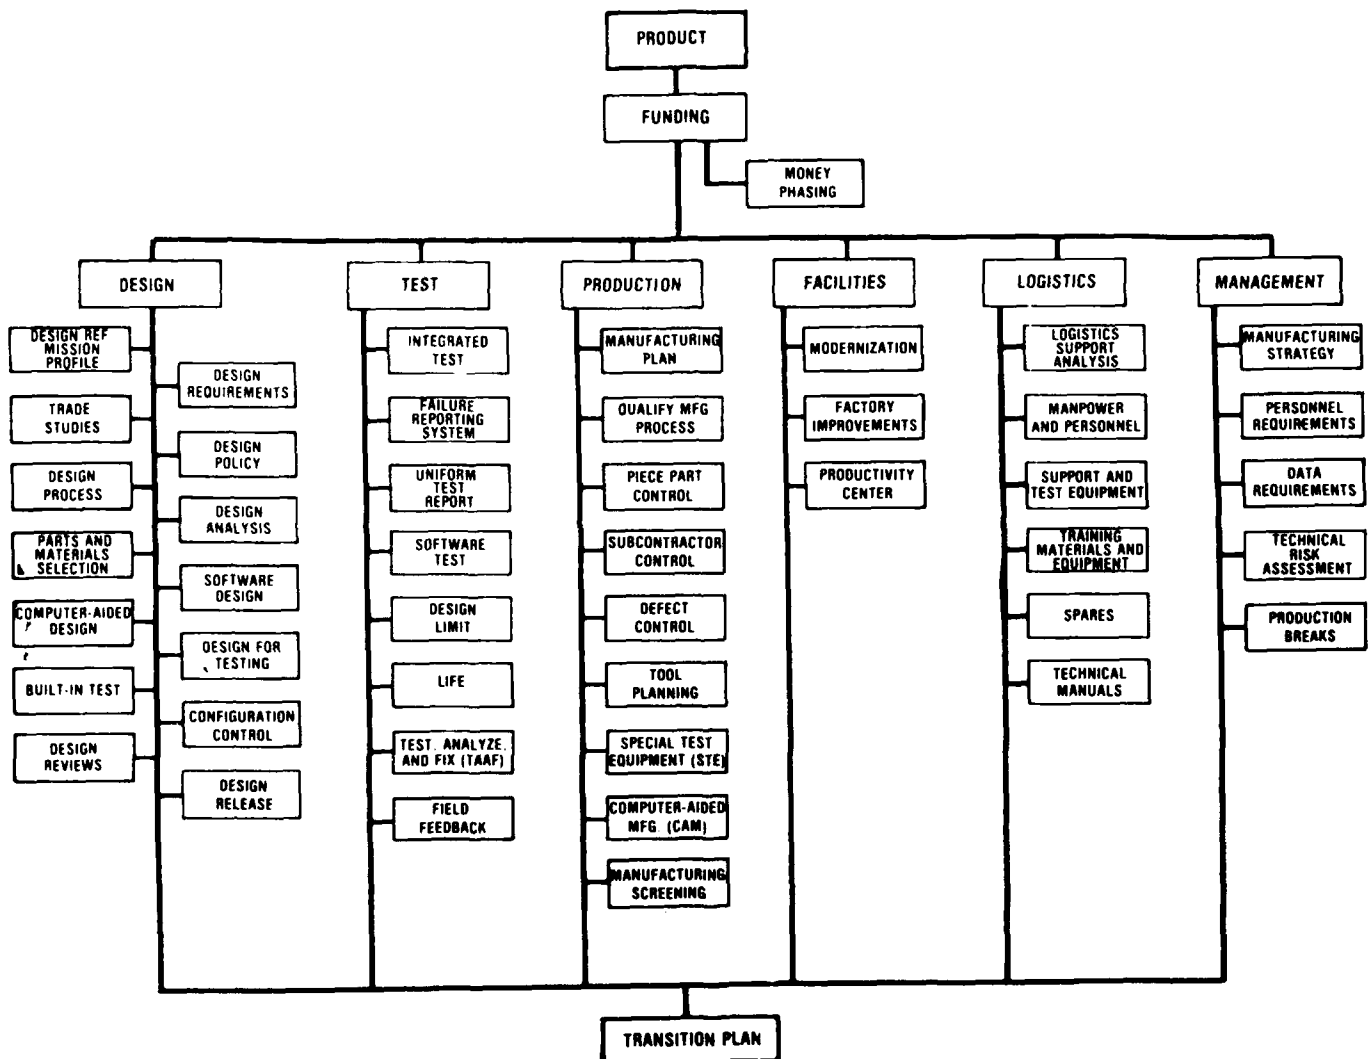 PRODUCT
FUNDING
MONEY
PHASING
DESIGN
TEST
PRODUCTION
FACILITIES
LOGISTICS
MANAGEMENT
DESIGN REF
MISSION
PROFILE
DESIGN
REQUIREMENTS
TRADE
STUDIES
DESIGN
POLICY
DESIGN
PROCESS
DESIGN
ANALYSIS
PARTS AND
MATERIALS
SELECTION
SOFTWARE
DESIGN
COMPUTER-AIDED
DESIGN
DESIGN FOR
TESTING
BUILT-IN TEST
CONFIGURATION
CONTROL
DESIGN
REVIEWS
DESIGN
RELEASE
INTEGRATED
TEST
FAILURE
REPORTING
SYSTEM
UNIFORM
TEST
REPORT
SOFTWARE
TEST
DESIGN
LIMIT
LIFE
TEST, ANALYZE,
AND FIX (TAAF)
FIELD
FEEDBACK
MANUFACTURING
PLAN
QUALIFY MFG
PROCESS
PIECE PART
CONTROL
SUBCONTRACTOR
CONTROL
DEFECT
CONTROL
TOOL
PLANNING
SPECIAL TEST
EQUIPMENT (STE)
COMPUTER-AIDED
MFG. (CAM)
MANUFACTURING
SCREENING
MODERNIZATION
FACTORY
IMPROVEMENTS
PRODUCTIVITY
CENTER
LOGISTICS
SUPPORT
ANALYSIS
MANPOWER
AND PERSONNEL
SUPPORT AND
TEST EQUIPMENT
TRAINING
MATERIALS AND
EQUIPMENT
SPARES
TECHNICAL
MANUALS
MANUFACTURING
STRATEGY
PERSONNEL
REQUIREMENTS
DATA
REQUIREMENTS
TECHNICAL
RISK
ASSESSMENT
PRODUCTION
BREAKS
TRANSITION PLAN